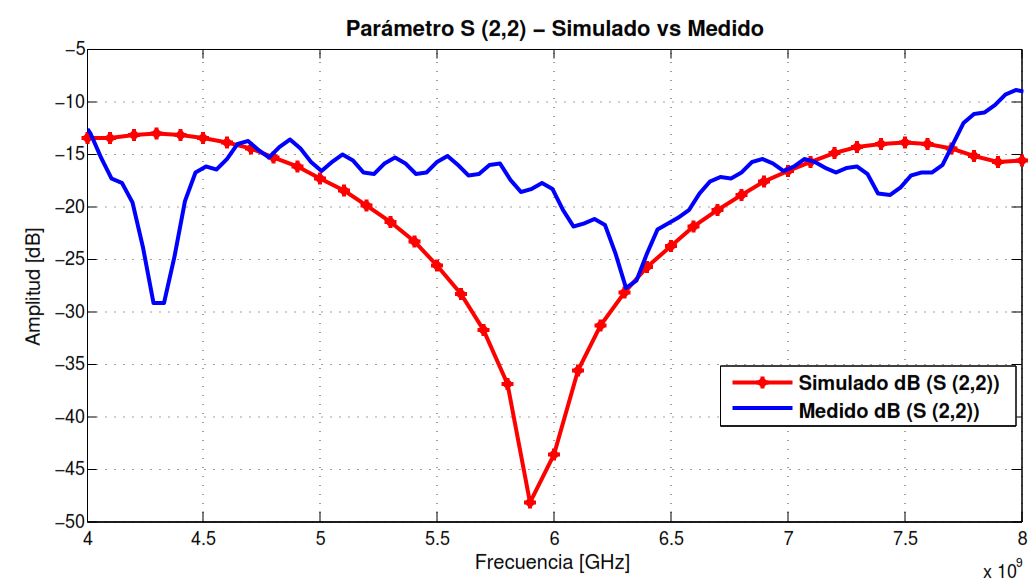 Parámetro S (2,2) – Simulado vs Medido
Amplitud [dB]
−5
−10
−15
−20
−25
−30
−35
−40
−45
−50
Simulado dB (S (2,2))
Medido dB (S (2,2))
4 4.5 5 5.5 6 6.5 7 7.5 8
Frecuencia [GHz]
x 10⁹